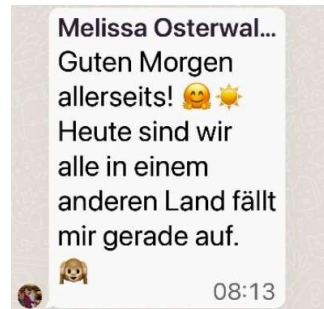 Melissa Osterwal...
Guten Morgen
allerseits! 🤗☀️
Heute sind wir
alle in einem
anderen Land fällt
mir gerade auf.
🙉
08:13